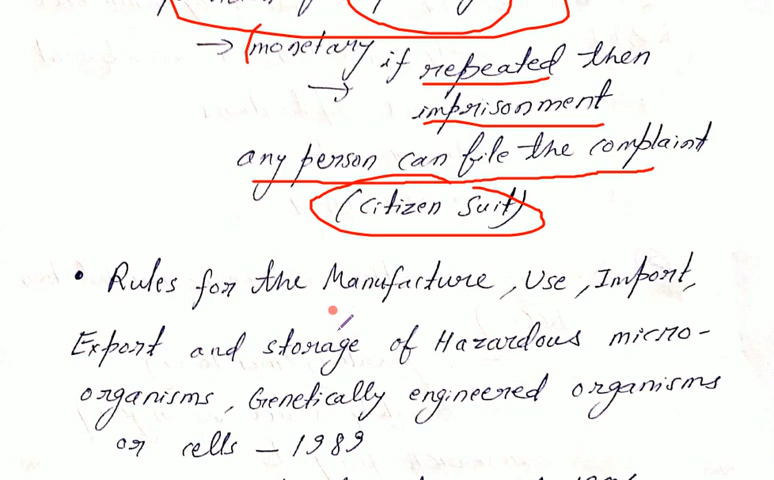 → (monetary if repeated then
→ imprisonment
any person can file the complaint
(citizen suit)
• Rules for the Manufacture, Use, Import,
Export and storage of Hazardous micro-
organisms, Genetically engineered organisms
or cells – 1989